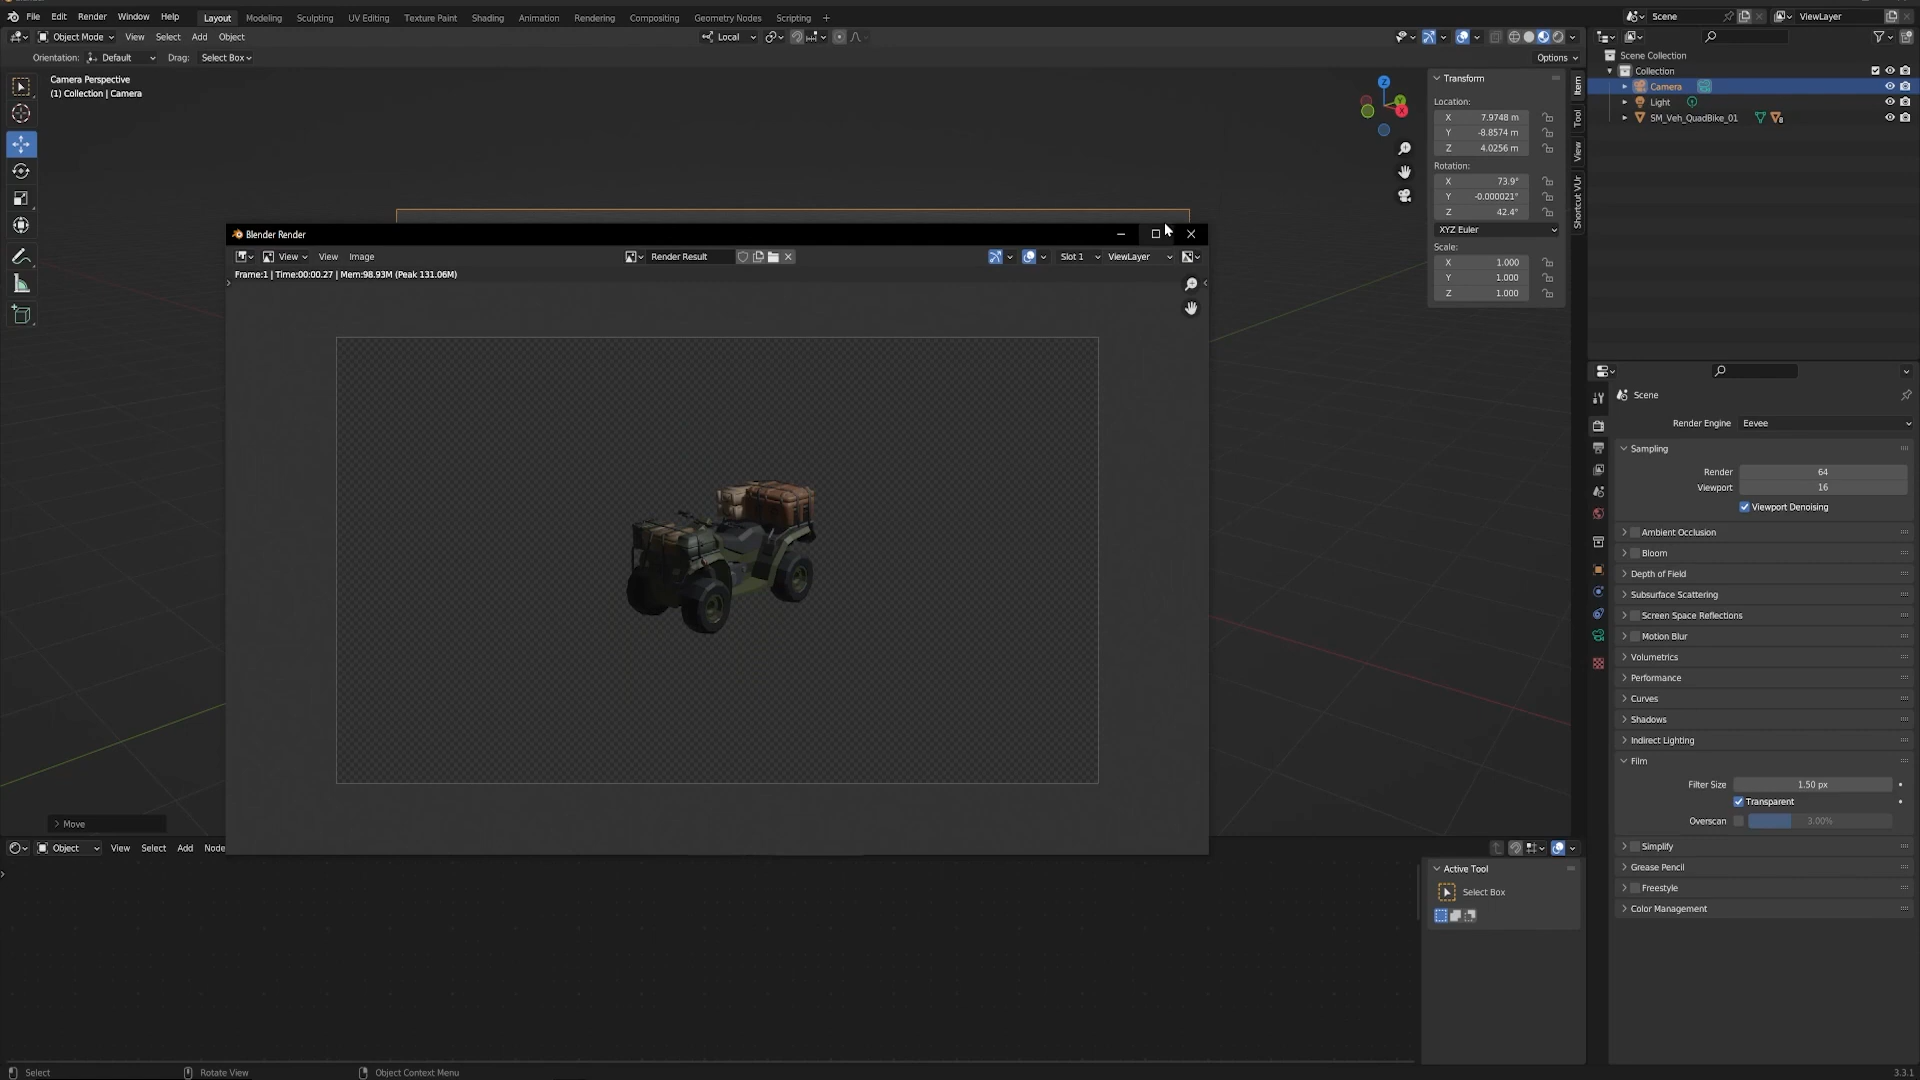 File Edit Render Window Help Layout Modeling Sculpting UV Editing Texture Paint Shading Animation Rendering Compositing Geometry Nodes Scripting + Scene ViewLayer
Object Mode View Select Add Object Local
Orientation: Default Drag: Select Box Options
Camera Perspective
(1) Collection | Camera
Z
Y
X
Transform
Location:
X 7.9748 m
Y -8.8574 m
Z 4.0256 m
Rotation:
X 73.9°
Y -0.000021°
Z 42.4°
XYZ Euler
Scale:
X 1.000
Y 1.000
Z 1.000
Item
Tool
View
Shortcut VUr
Scene Collection
Collection
Camera
Light
SM_Veh_QuadBike_01 8
Blender Render
View View Image Render Result Slot 1 ViewLayer
Frame:1 | Time:00:00.27 | Mem:98.93M (Peak 131.06M)
Scene
Render Engine Eevee
Sampling
Render 64
Viewport 16
Viewport Denoising
Ambient Occlusion
Bloom
Depth of Field
Subsurface Scattering
Screen Space Reflections
Motion Blur
Volumetrics
Performance
Curves
Shadows
Indirect Lighting
Film
Filter Size 1.50 px
Transparent
Overscan 3.00%
Simplify
Grease Pencil
Freestyle
Color Management
Move
Object View Select Add Node
Active Tool
Select Box
Select Rotate View Object Context Menu 3.3.1